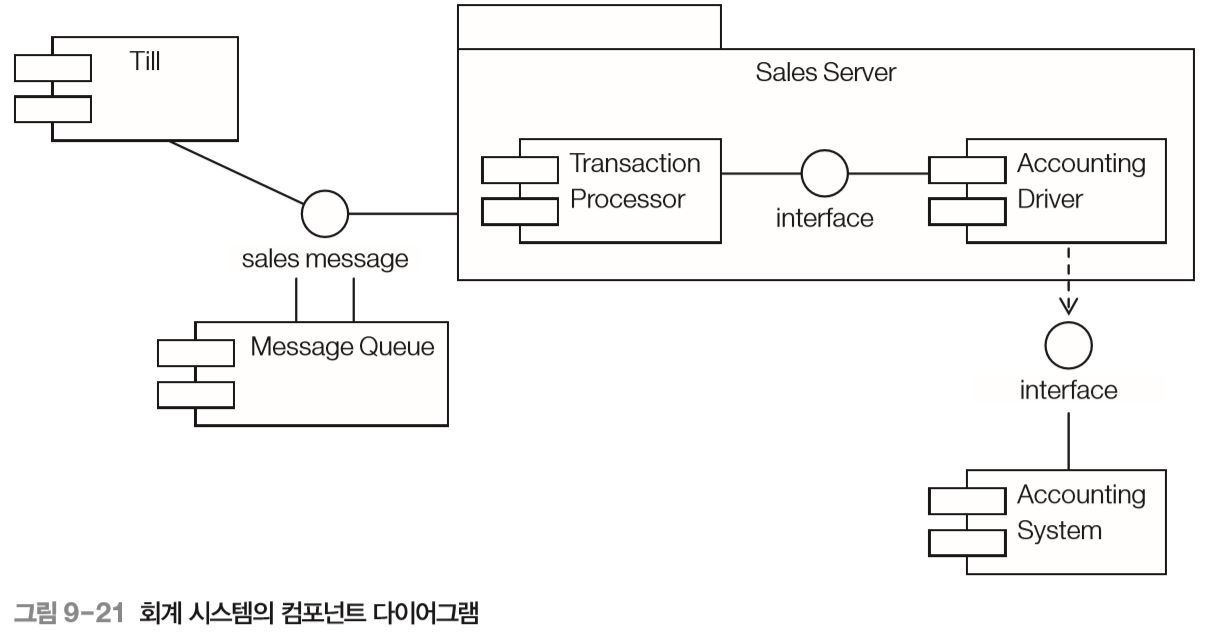 Till
Sales Server
Transaction
Processor
interface
Accounting
Driver
sales message
Message Queue
interface
Accounting
System
그림 9-21 회계 시스템의 컴포넌트 다이어그램